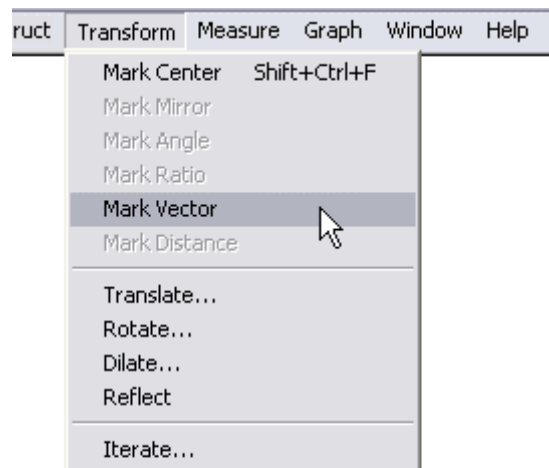 ruct Transform Measure Graph Window Help
Mark Center Shift+Ctrl+F
Mark Mirror
Mark Angle
Mark Ratio
Mark Vector
Mark Distance
Translate...
Rotate...
Dilate...
Reflect
Iterate...